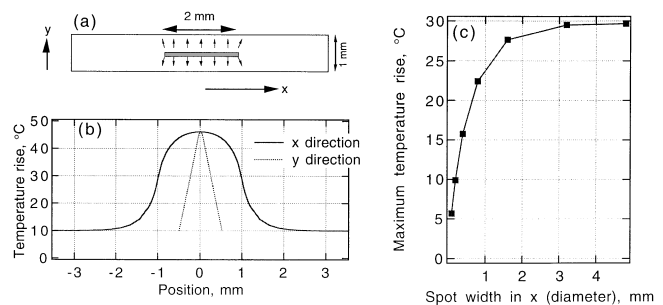 (a)
2 mm
y
1 mm
x
(b)
Temperature rise, °C
50
40
30
20
10
0
x direction
y direction
-3 -2 -1 0 1 2 3
Position, mm
(c)
Maximum temperature rise, °C
30
25
20
15
10
5
0
1 2 3 4
Spot width in x (diameter), mm